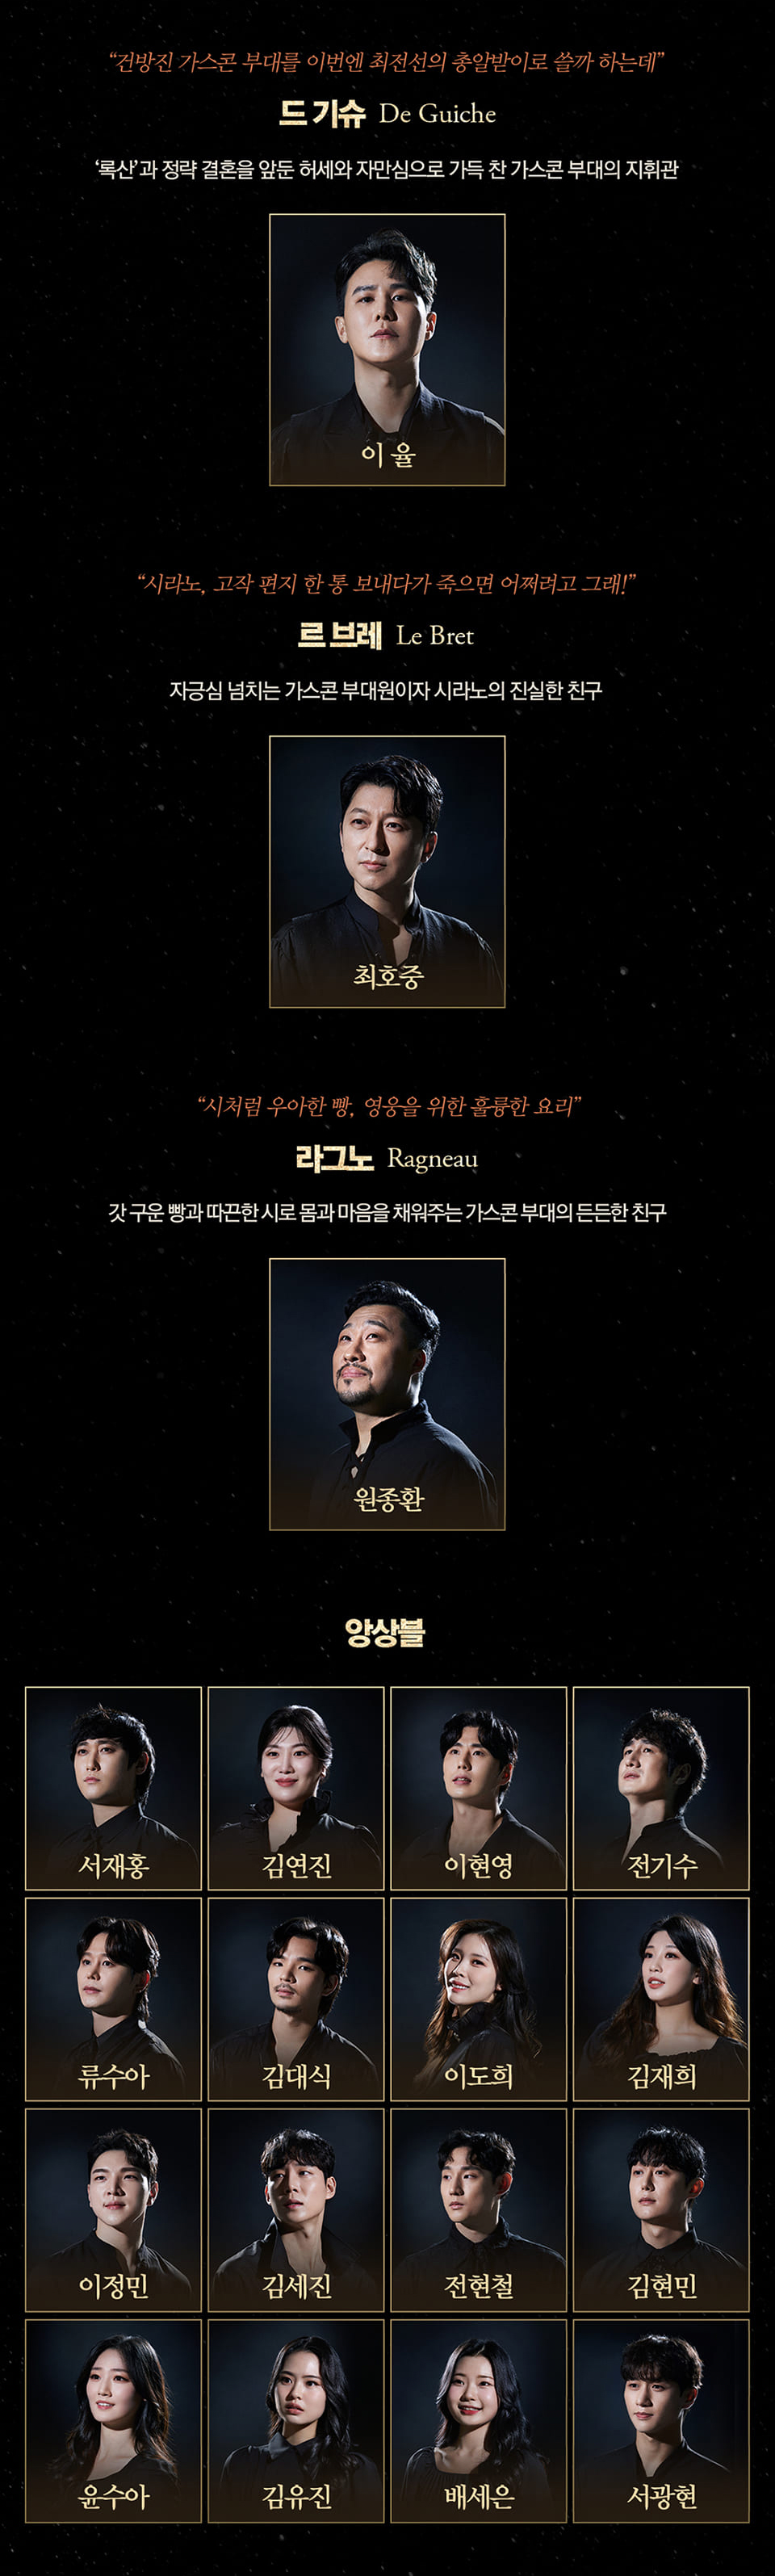 “건방진 가스콘 부대를 이번엔 최전선의 총알받이로 쓸까 하는데”
드 기슈 De Guiche
‘록산’과 정략 결혼을 앞둔 허세와 자만심으로 가득 찬 가스콘 부대의 지휘관
이 율
“시라노, 고작 편지 한 통 보내다가 죽으면 어쩌려고 그래!”
르 브레 Le Bret
자긍심 넘치는 가스콘 부대원이자 시라노의 진실한 친구
최호중
“시처럼 우아한 빵, 영웅을 위한 훌륭한 요리”
라그노 Ragneau
갓 구운 빵과 따끈한 시로 몸과 마음을 채워주는 가스콘 부대의 든든한 친구
원종환
앙상블
서재홍 김연진 이현영 전기수
류수아 김대식 이도희 김재희
이정민 김세진 전현철 김현민
윤수아 김유진 배세은 서광현